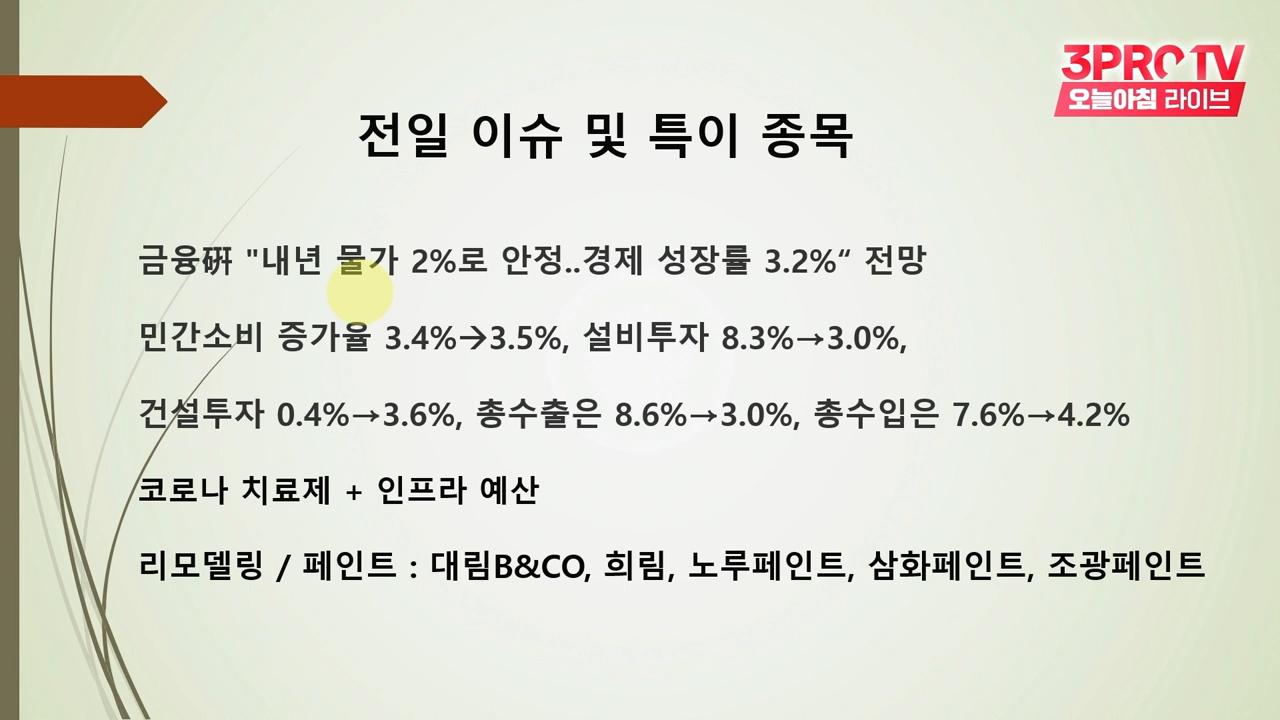 3PROTV
오늘아침 라이브
전일 이슈 및 특이 종목
금융硏 "내년 물가 2%로 안정..경제 성장률 3.2%“ 전망
민간소비 증가율 3.4%→3.5%, 설비투자 8.3%→3.0%,
건설투자 0.4%→3.6%, 총수출은 8.6%→3.0%, 총수입은 7.6%→4.2%
코로나 치료제 + 인프라 예산
리모델링 / 페인트 : 대림B&CO, 희림, 노루페인트, 삼화페인트, 조광페인트